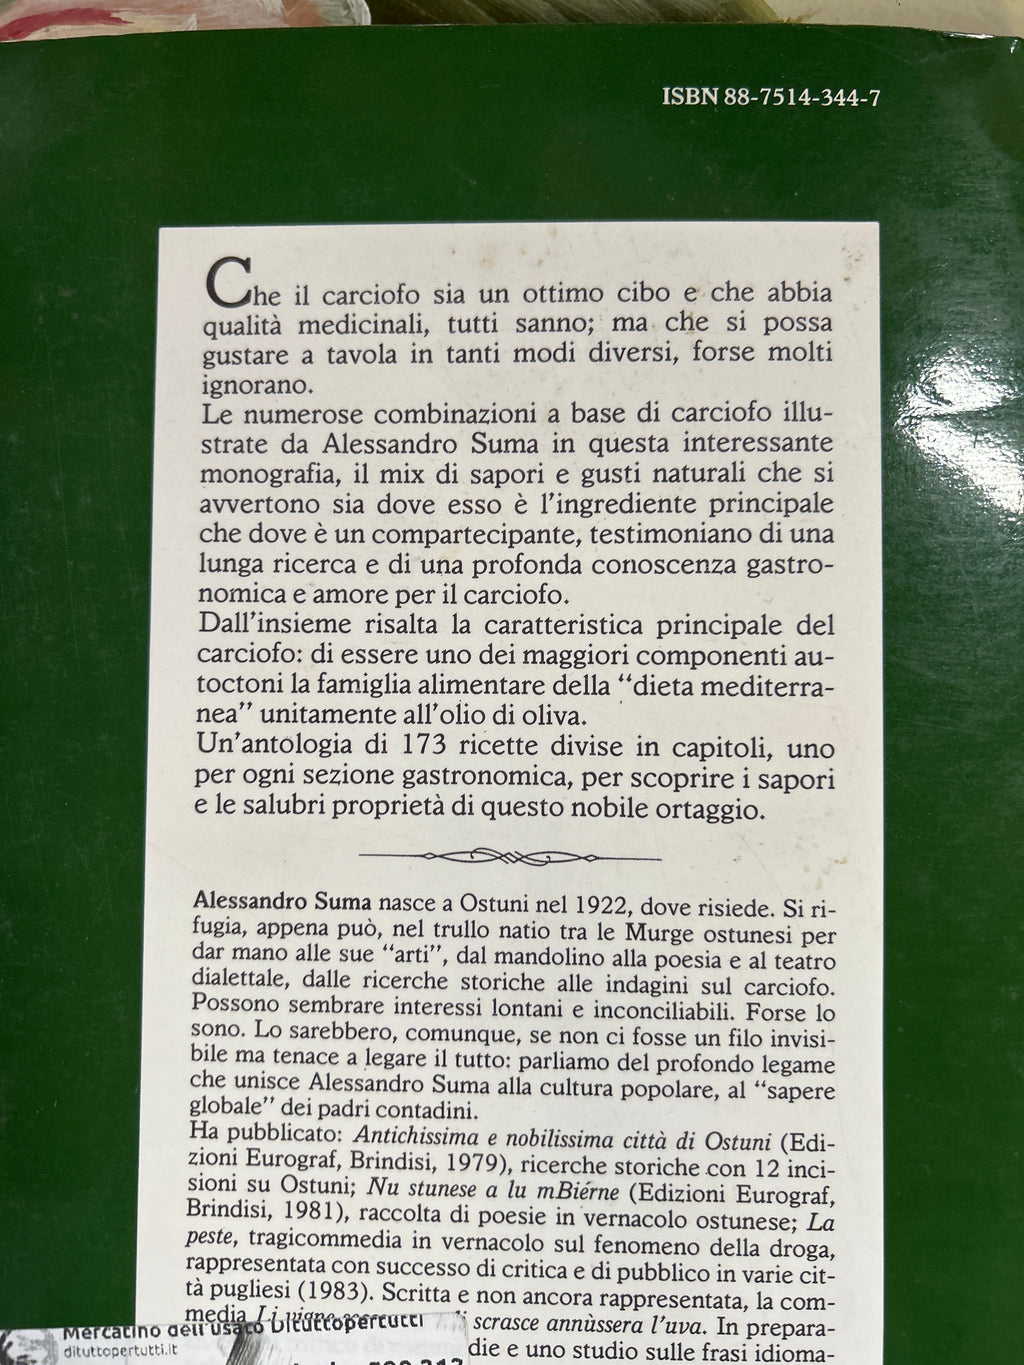 ISBN 88-7514-344-7
Che il carciofo sia un ottimo cibo e che abbia
qualità medicinali, tutti sanno; ma che si possa
gustare a tavola in tanti modi diversi, forse molti
ignorano.
Le numerose combinazioni a base di carciofo illu-
strate da Alessandro Suma in questa interessante
monografia, il mix di sapori e gusti naturali che si
avvertono sia dove esso è l'ingrediente principale
che dove è un compartecipante, testimoniano di una
lunga ricerca e di una profonda conoscenza gastro-
nomica e amore per il carciofo.
Dall'insieme risalta la caratteristica principale del
carciofo: di essere uno dei maggiori componenti au-
toctoni la famiglia alimentare della "dieta mediterra-
nea" unitamente all'olio di oliva.
Un'antologia di 173 ricette divise in capitoli, uno
per ogni sezione gastronomica, per scoprire i sapori
e le salubri proprietà di questo nobile ortaggio.
Alessandro Suma nasce a Ostuni nel 1922, dove risiede. Si ri-
fugia, appena può, nel trullo natio tra le Murge ostunesi per
dar mano alle sue "arti", dal mandolino alla poesia e al teatro
dialettale, dalle ricerche storiche alle indagini sul carciofo.
Possono sembrare interessi lontani e inconciliabili. Forse lo
sono. Lo sarebbero, comunque, se non ci fosse un filo invisi-
bile ma tenace a legare il tutto: parliamo del profondo legame
che unisce Alessandro Suma alla cultura popolare, al "sapere
globale" dei padri contadini.
Ha pubblicato: Antichissima e nobilissima città di Ostuni (Edi-
zioni Eurograf, Brindisi, 1979), ricerche storiche con 12 inci-
sioni su Ostuni; Nu stunese a lu mBiérne (Edizioni Eurograf,
Brindisi, 1981), raccolta di poesie in vernacolo ostunese; La
peste, tragicommedia in vernacolo sul fenomeno della droga,
rappresentata con successo di critica e di pubblico in varie cit-
tà pugliesi (1983). Scritta e non ancora rappresentata, la com-
media Li vigne scrasce annùssera l'uva. In prepara-
die e uno studio sulle frasi idioma-
Mercatino dell'usato Dituttopertutti
dituttopertutti.it